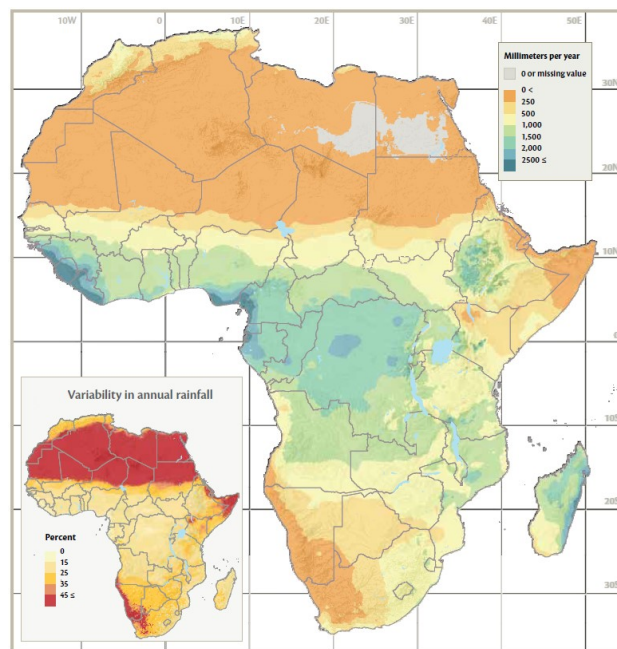 10W
0
10E
20E
30E
40E
50E
Millimeters per year
0 or missing value
0 <
250
500
1,000
1,500
2,000
2500 ≤
30N
20N
10N
0
10S
20S
30S
Variability in annual rainfall
Percent
0
15
25
35
45 ≤